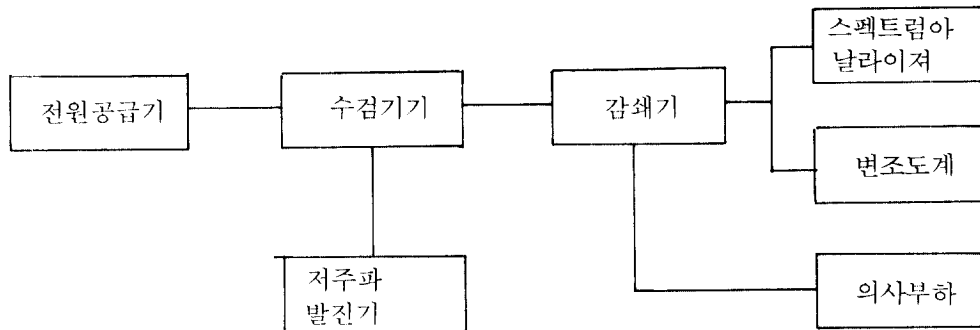 스펙트럼아
날라이져
전원공급기
수검기기
감쇄기
변조도계
저주파
발진기
의사부하